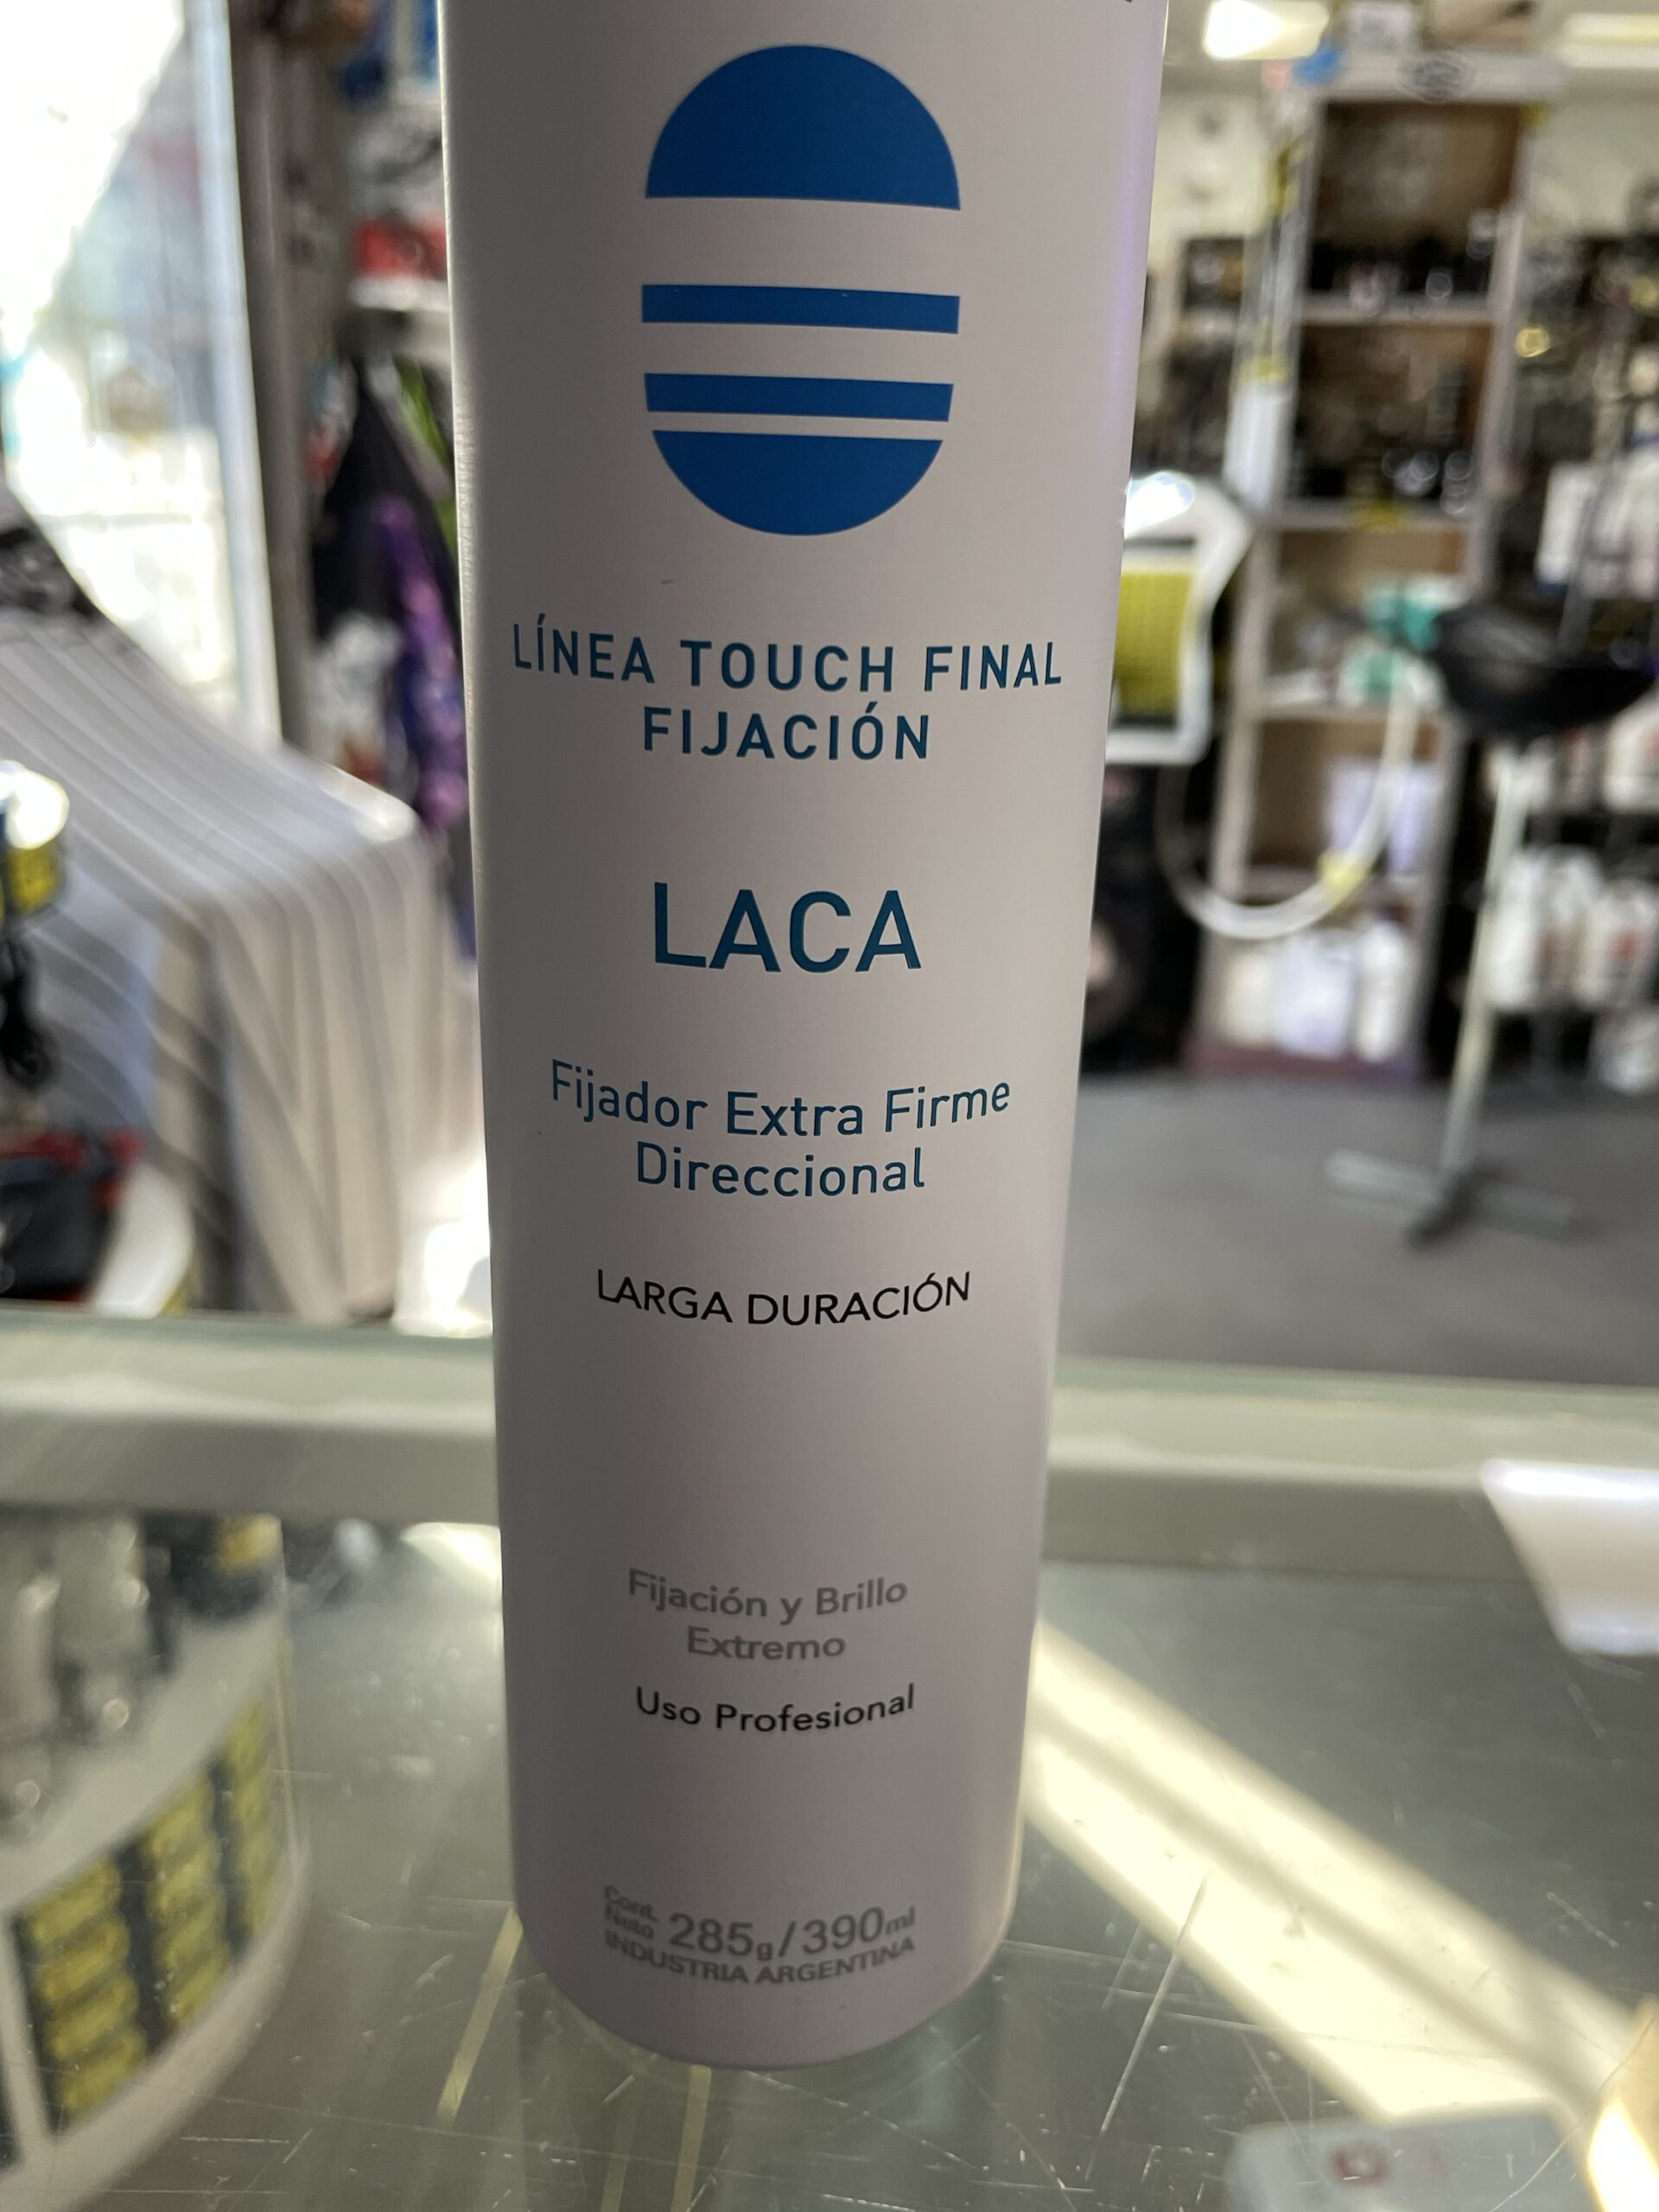 LÍNEA TOUCH FINAL
FIJACIÓN
LACA
Fijador Extra Firme
Direccional
LARGA DURACIÓN
Fijación y Brillo
Extremo
Uso Profesional
Cont.
Neto 285g/390ml
INDUSTRIA ARGENTINA